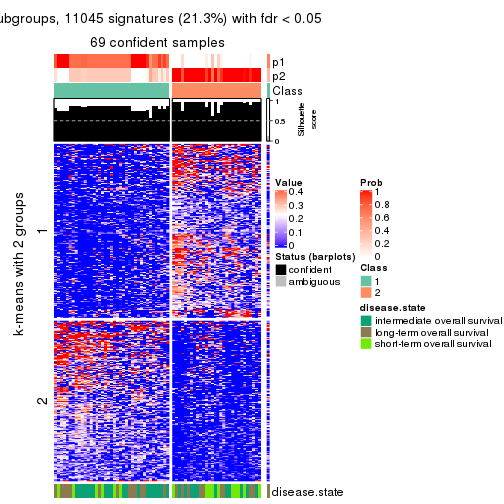 ubgroups, 11045 signatures (21.3%) with fdr < 0.05
69 confident samples
p1
p2
Class
1
0.5
0
Silhouette
score
k-means with 2 groups
1
2
Value
0.4
0.3
0.2
0.1
0
Status (barplots)
confident
ambiguous
Prob
1
0.8
0.6
0.4
0.2
0
Class
1
2
disease.state
intermediate overall survival
long-term overall survival
short-term overall survival
disease.state